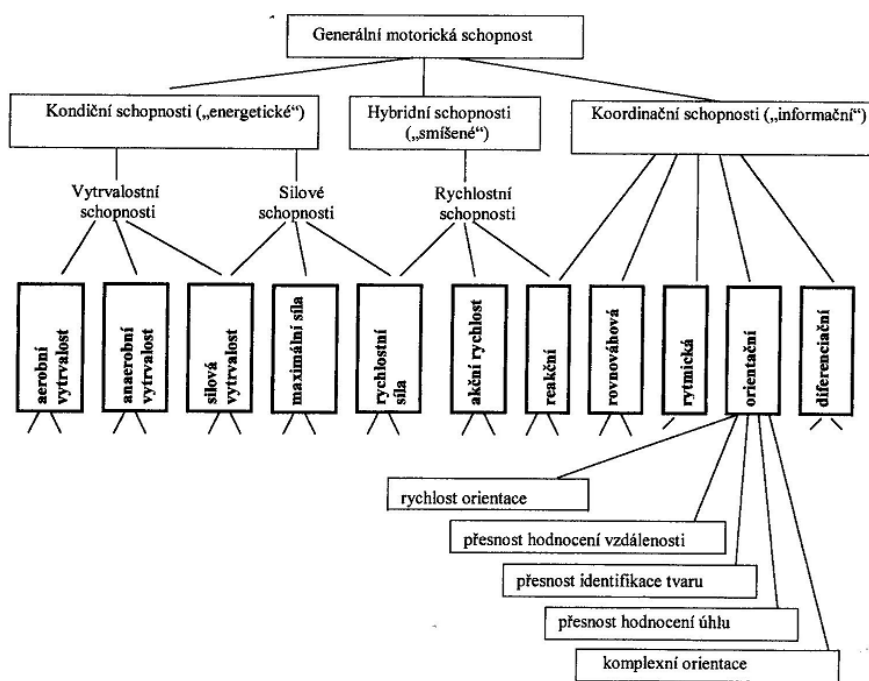 Generální motorická schopnost
Kondiční schopnosti („energetické“)
Hybridní schopnosti
(„smíšené“)
Koordinační schopnosti („informační“)
Vytrvalostní
schopnosti
Silové
schopnosti
Rychlostní
schopnosti
aerobní
vytrvalost
anaerobní
vytrvalost
silová
vytrvalost
maximální síla
rychlostní
síla
akční rychlost
reakční
rovnováhová
rytmická
orientační
diferenciační
rychlost orientace
přesnost hodnocení vzdálenosti
přesnost identifikace tvaru
přesnost hodnocení úhlu
komplexní orientace